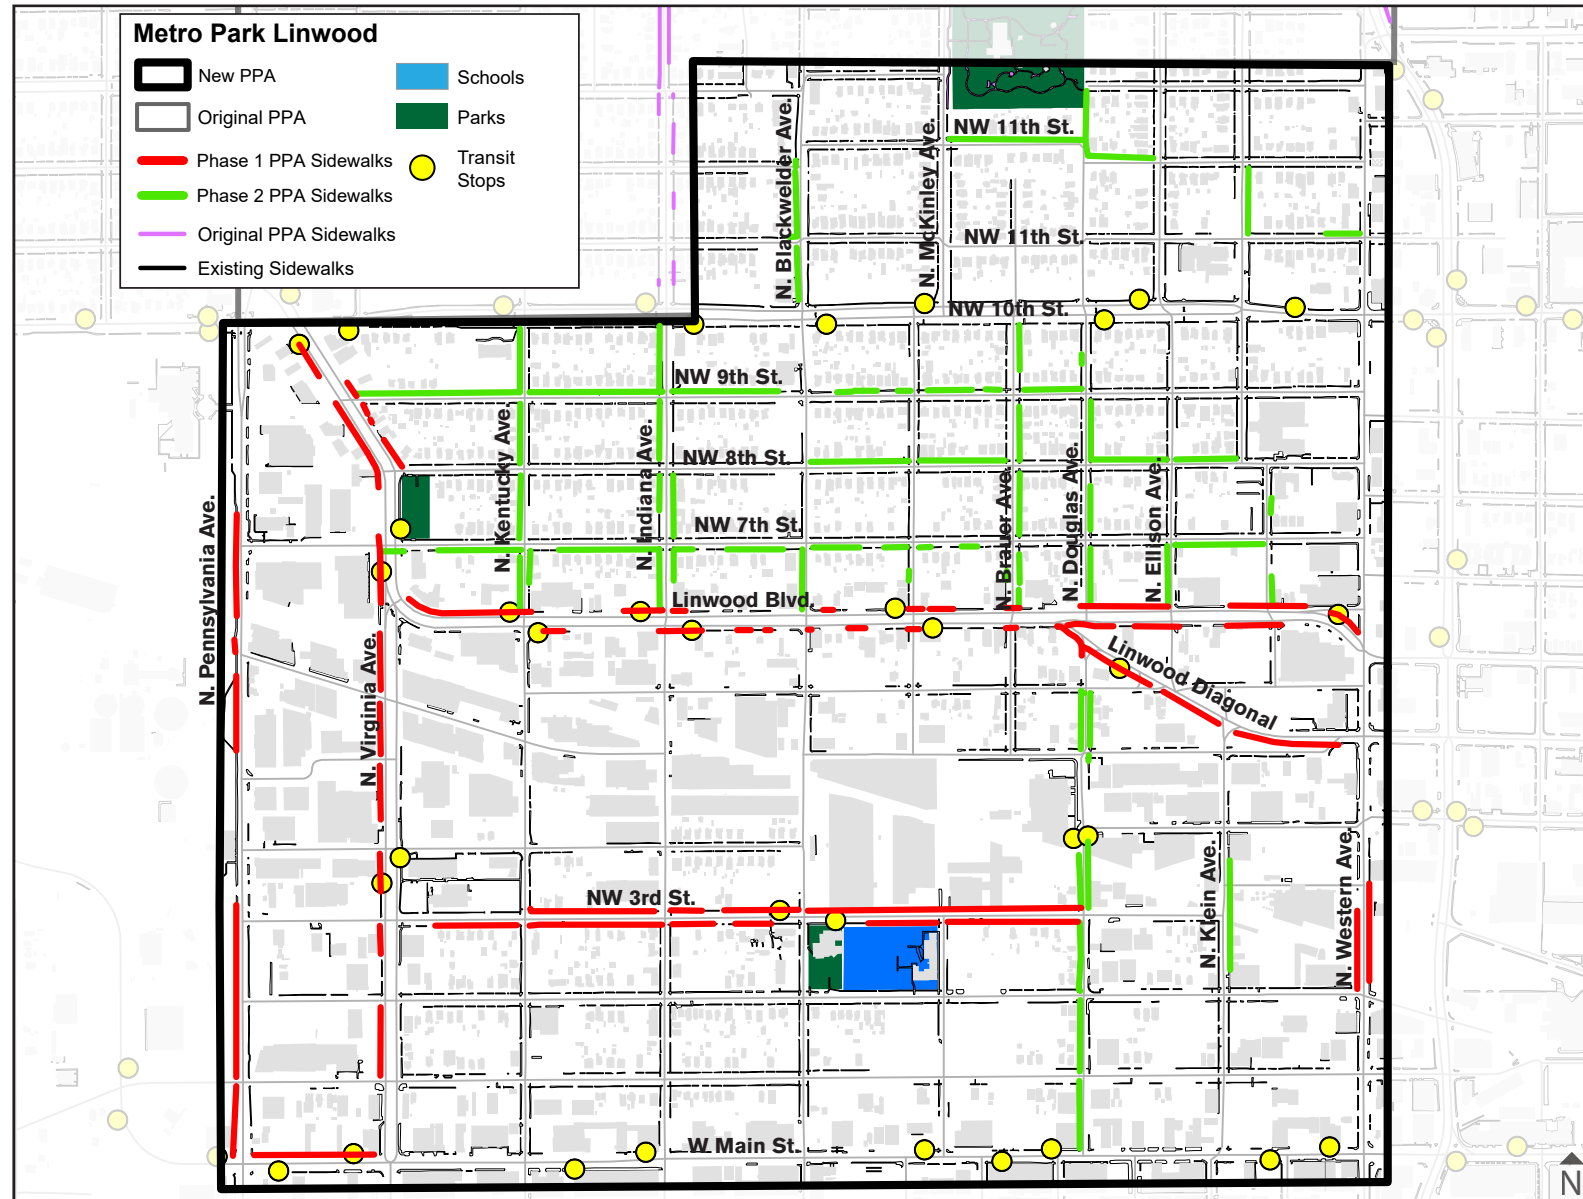 Metro Park Linwood
New PPA
Schools
Original PPA
Parks
Phase 1 PPA Sidewalks
Transit
Stops
Phase 2 PPA Sidewalks
Original PPA Sidewalks
Existing Sidewalks
N. Blackwelder Ave.
N. McKinley Ave.
NW 11th St.
NW 11th St.
NW 10th St.
NW 9th St.
N. Kentucky Ave.
N. Indiana Ave.
NW 8th St.
N. Brauer Ave.
N. Douglas Ave.
N. Ellison Ave.
N. Pennsylvania Ave.
NW 7th St.
Linwood Blvd.
N. Virginia Ave.
Linwood Diagonal
NW 3rd St.
N. Klein Ave.
N. Western Ave.
W Main St.
N